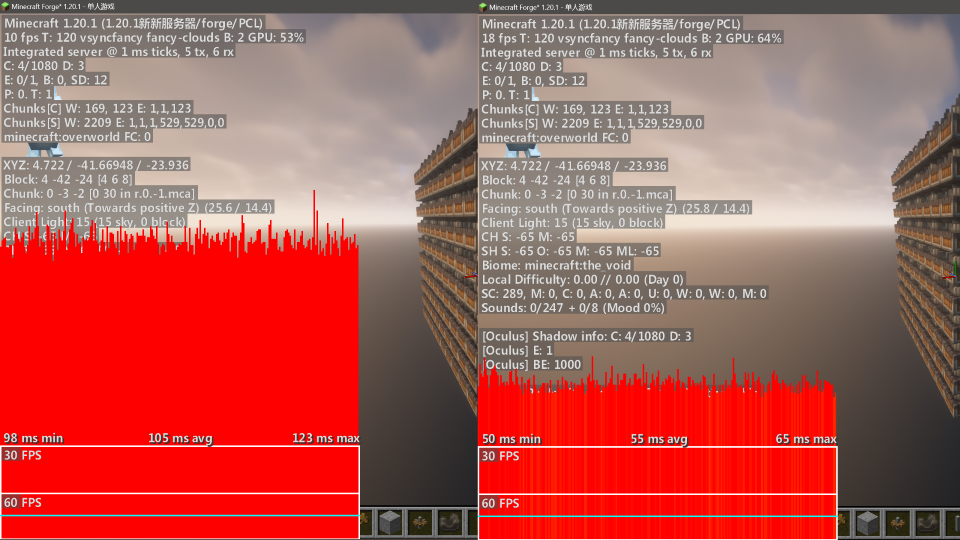 Minecraft Forge* 1.20.1 - 单人游戏
Minecraft 1.20.1 (1.20.1新新服务器/forge/PCL)
10 fps T: 120 vsyncfancy fancy-clouds B: 2 GPU: 53%
Integrated server @ 1 ms ticks, 5 tx, 6 rx
C: 4/1080 D: 3
E: 0/1, B: 0, SD: 12
P: 0. T: 1
Chunks[C] W: 169, 123 E: 1,1,123
Chunks[S] W: 2209 E: 1,1,1,529,529,0,0
minecraft:overworld FC: 0
XYZ: 4.722 / -41.66948 / -23.936
Block: 4 -42 -24 [4 6 8]
Chunk: 0 -3 -2 [0 30 in r.0.-1.mca]
Facing: south (Towards positive Z) (25.6 / 14.4)
Client Light: 15 (15 sky, 0 block)
98 ms min
105 ms avg
123 ms max
30 FPS
60 FPS
Minecraft Forge* 1.20.1 - 单人游戏
Minecraft 1.20.1 (1.20.1新新服务器/forge/PCL)
18 fps T: 120 vsyncfancy fancy-clouds B: 2 GPU: 64%
Integrated server @ 1 ms ticks, 5 tx, 6 rx
C: 4/1080 D: 3
E: 0/1, B: 0, SD: 12
P: 0. T: 1
Chunks[C] W: 169, 123 E: 1,1,123
Chunks[S] W: 2209 E: 1,1,1,529,529,0,0
minecraft:overworld FC: 0
XYZ: 4.722 / -41.66948 / -23.936
Block: 4 -42 -24 [4 6 8]
Chunk: 0 -3 -2 [0 30 in r.0.-1.mca]
Facing: south (Towards positive Z) (25.8 / 14.4)
Client Light: 15 (15 sky, 0 block)
CH S: -65 M: -65
SH S: -65 O: -65 M: -65 ML: -65
Biome: minecraft:the_void
Local Difficulty: 0.00 // 0.00 (Day 0)
SC: 289, M: 0, C: 0, A: 0, A: 0, U: 0, W: 0, W: 0, M: 0
Sounds: 0/247 + 0/8 (Mood 0%)
[Oculus] Shadow info: C: 4/1080 D: 3
[Oculus] E: 1
[Oculus] BE: 1000
50 ms min
55 ms avg
65 ms max
30 FPS
60 FPS